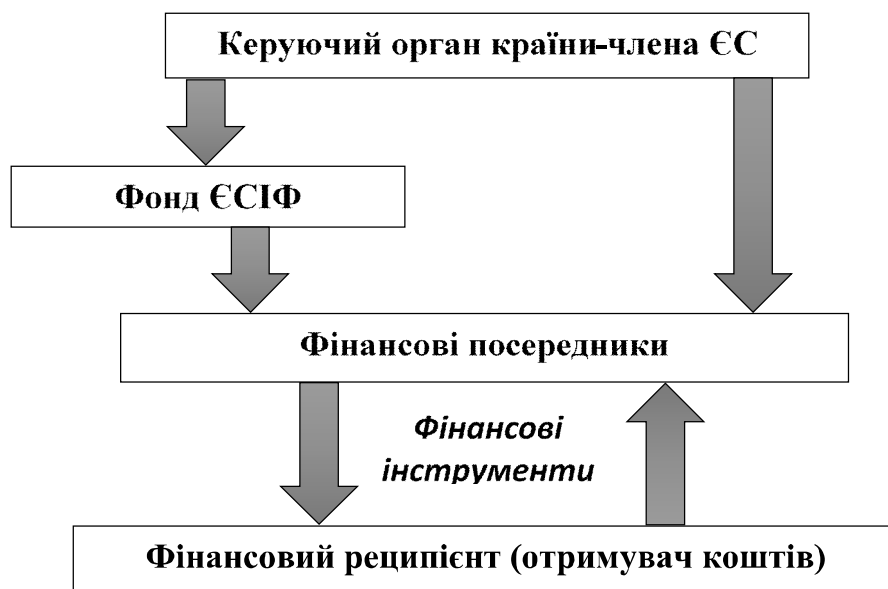 Керуючий орган країни-члена ЄС
Фонд ЄСІФ
Фінансові посередники
Фінансові
інструменти
Фінансовий реципієнт (отримувач коштів)